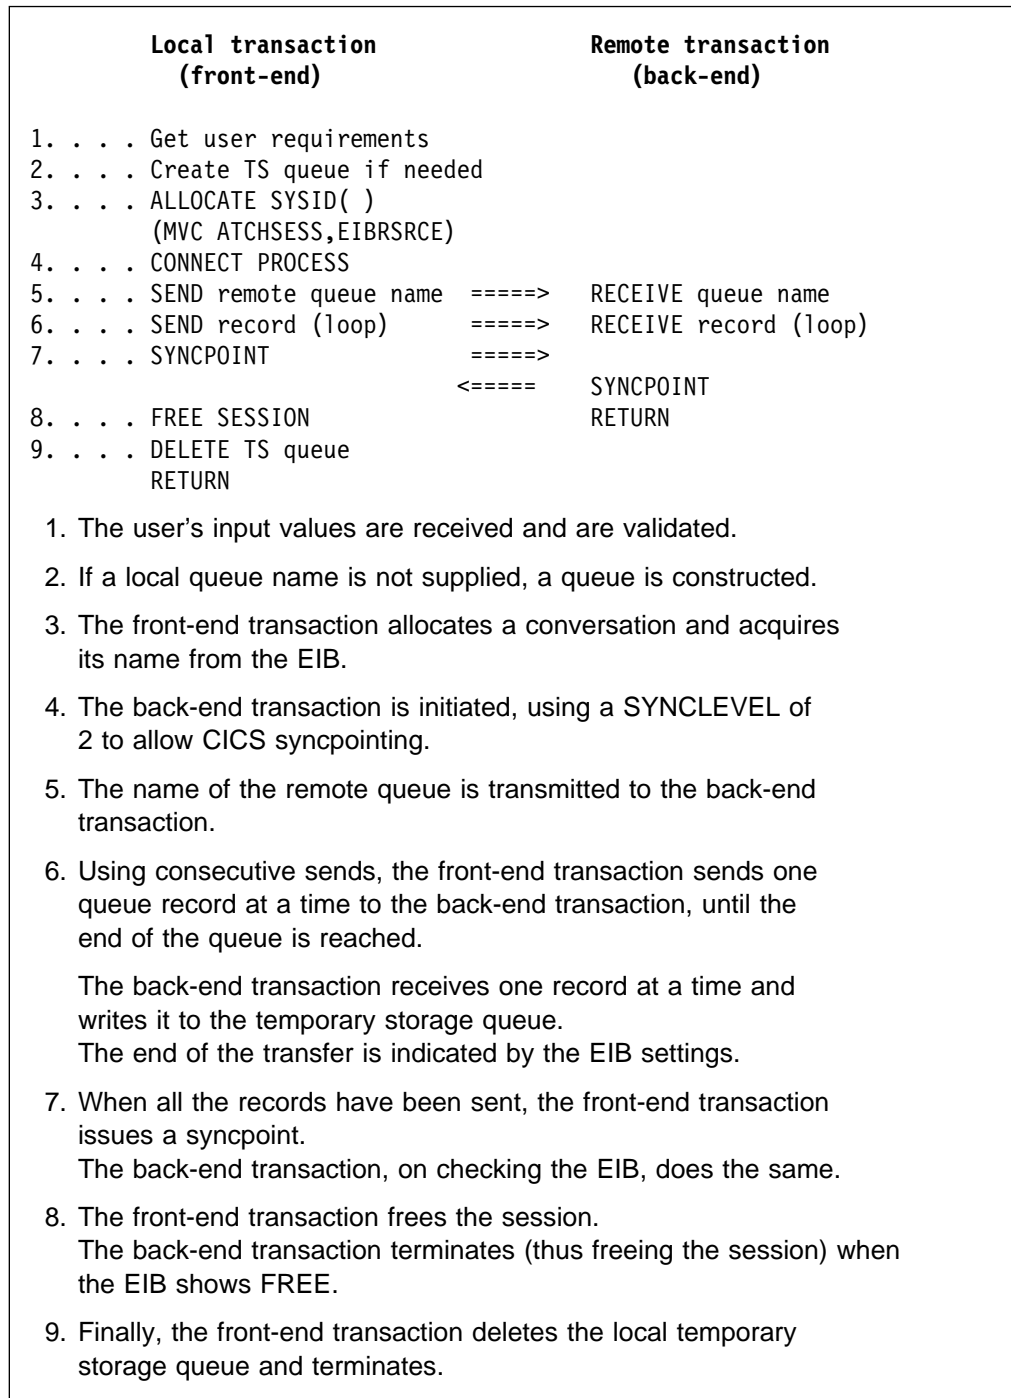 Local transaction Remote transaction
(front-end) (back-end)
1. . . . Get user requirements
2. . . . Create TS queue if needed
3. . . . ALLOCATE SYSID( )
(MVC ATCHSESS,EIBRSRCE)
4. . . . CONNECT PROCESS
5. . . . SEND remote queue name =====> RECEIVE queue name
6. . . . SEND record (loop) =====> RECEIVE record (loop)
7. . . . SYNCPOINT =====>
<===== SYNCPOINT
8. . . . FREE SESSION RETURN
9. . . . DELETE TS queue
RETURN
1. The user's input values are received and are validated.
2. If a local queue name is not supplied, a queue is constructed.
3. The front-end transaction allocates a conversation and acquires
its name from the EIB.
4. The back-end transaction is initiated, using a SYNCLEVEL of
2 to allow CICS syncpointing.
5. The name of the remote queue is transmitted to the back-end
transaction.
6. Using consecutive sends, the front-end transaction sends one
queue record at a time to the back-end transaction, until the
end of the queue is reached.
The back-end transaction receives one record at a time and
writes it to the temporary storage queue.
The end of the transfer is indicated by the EIB settings.
7. When all the records have been sent, the front-end transaction
issues a syncpoint.
The back-end transaction, on checking the EIB, does the same.
8. The front-end transaction frees the session.
The back-end transaction terminates (thus freeing the session) when
the EIB shows FREE.
9. Finally, the front-end transaction deletes the local temporary
storage queue and terminates.